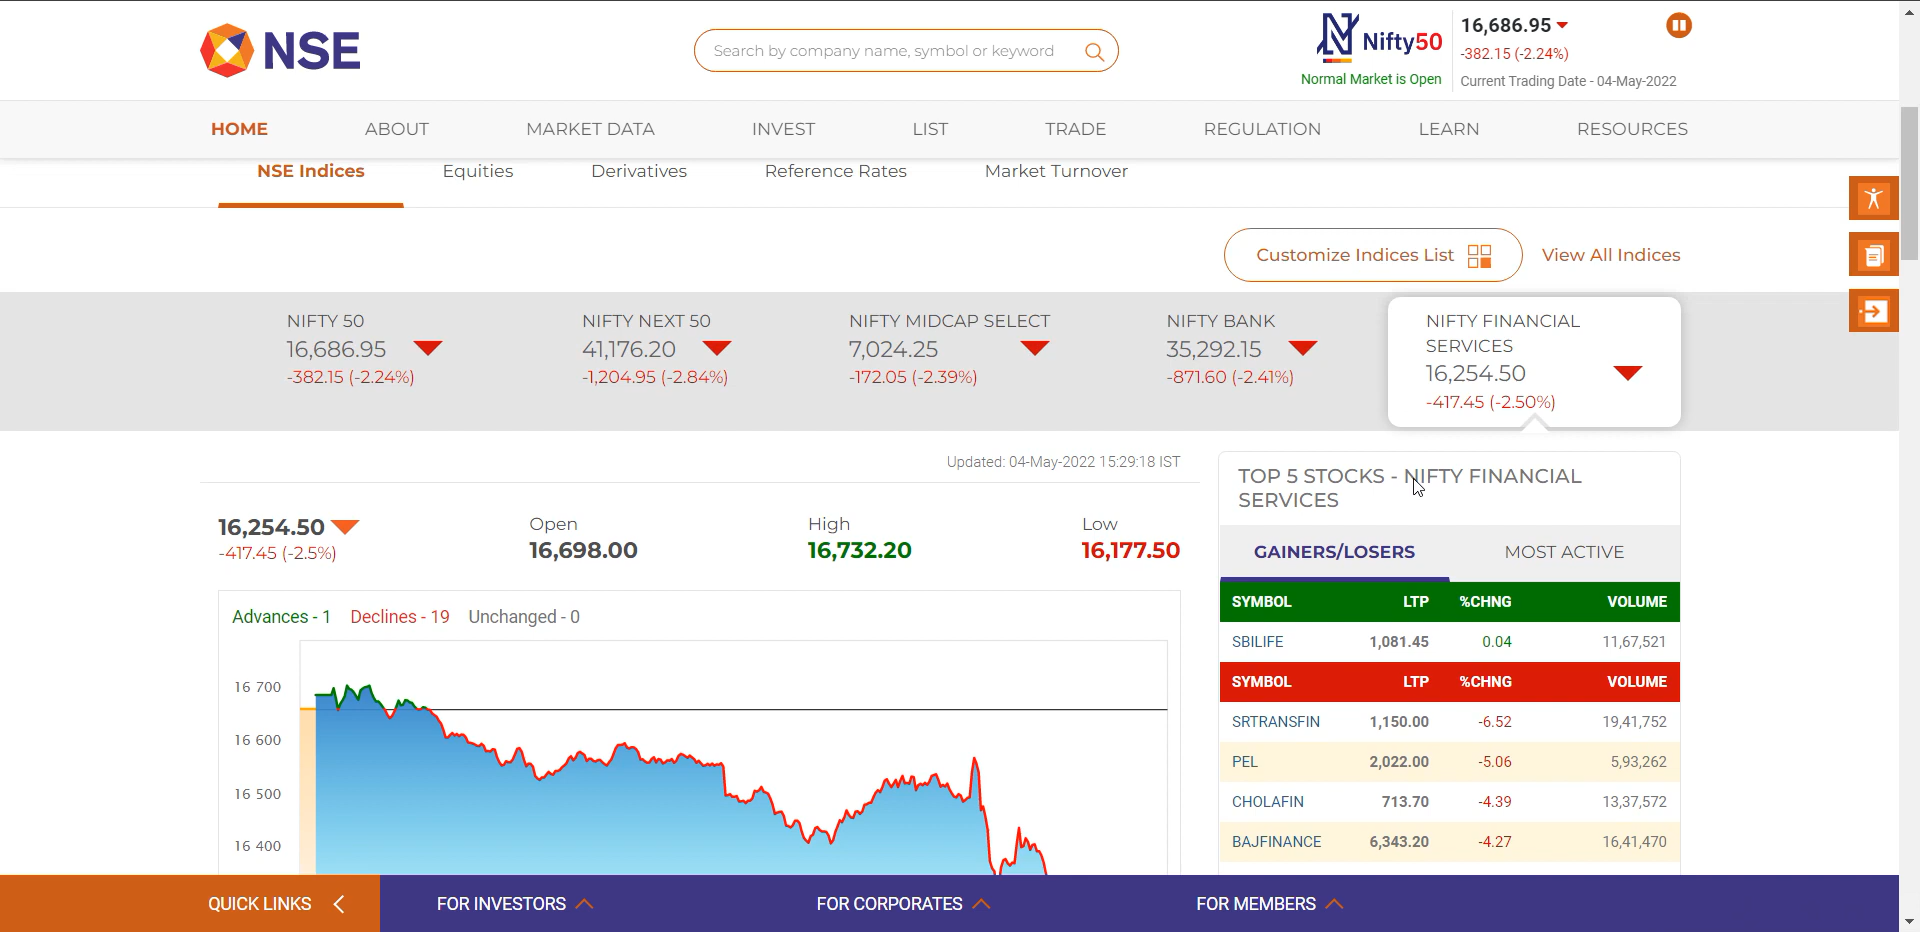 NSE
Search by company name, symbol or keyword
Nifty50
Normal Market is Open
16,686.95
-382.15 (-2.24%)
Current Trading Date - 04-May-2022
HOME ABOUT MARKET DATA INVEST LIST TRADE REGULATION LEARN RESOURCES
NSE Indices Equities Derivatives Reference Rates Market Turnover
Customize Indices List View All Indices
NIFTY 50
16,686.95
-382.15 (-2.24%)
NIFTY NEXT 50
41,176.20
-1,204.95 (-2.84%)
NIFTY MIDCAP SELECT
7,024.25
-172.05 (-2.39%)
NIFTY BANK
35,292.15
-871.60 (-2.41%)
NIFTY FINANCIAL
SERVICES
16,254.50
-417.45 (-2.50%)
Updated: 04-May-2022 15:29:18 IST
16,254.50
-417.45 (-2.5%)
Open
16,698.00
High
16,732.20
Low
16,177.50
Advances - 1 Declines - 19 Unchanged - 0
16 700
16 600
16 500
16 400
TOP 5 STOCKS - NIFTY FINANCIAL
SERVICES
GAINERS/LOSERS MOST ACTIVE
SYMBOL LTP %CHNG VOLUME
SBILIFE 1,081.45 0.04 11,67,521
SYMBOL LTP %CHNG VOLUME
SRTRANSFIN 1,150.00 -6.52 19,41,752
PEL 2,022.00 -5.06 5,93,262
CHOLAFIN 713.70 -4.39 13,37,572
BAJFINANCE 6,343.20 -4.27 16,41,470
QUICK LINKS FOR INVESTORS FOR CORPORATES FOR MEMBERS